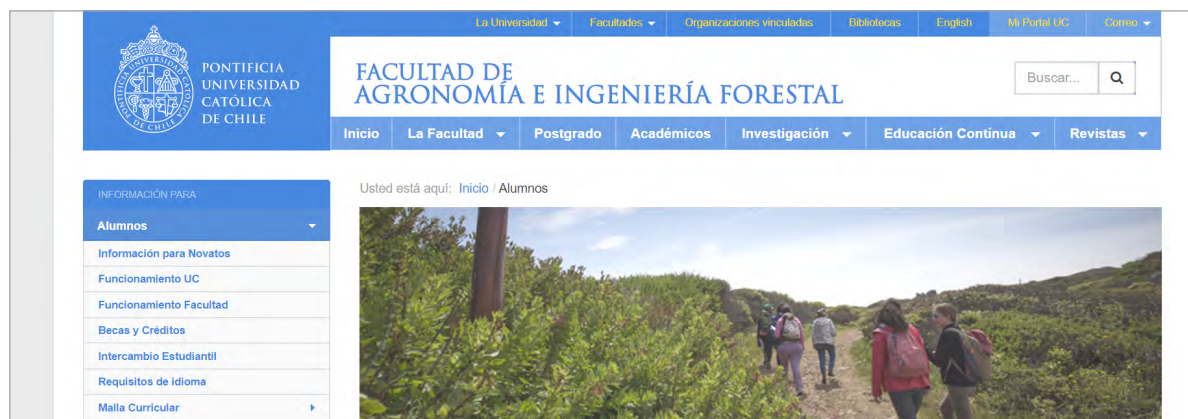 La Universidad
Facultades
Organizaciones vinculadas
Bibliotecas
English
Mi Portal UC
Correo
PONTIFICIA
UNIVERSIDAD
CATÓLICA
DE CHILE
FACULTAD DE
AGRONOMÍA E INGENIERÍA FORESTAL
Buscar...
Inicio
La Facultad
Postgrado
Académicos
Investigación
Educación Contínua
Revistas
INFORMACIÓN PARA
Alumnos
Información para Novatos
Funcionamiento UC
Funcionamiento Facultad
Becas y Créditos
Intercambio Estudiantil
Requisitos de idioma
Malla Curricular
Usted está aquí: Inicio / Alumnos